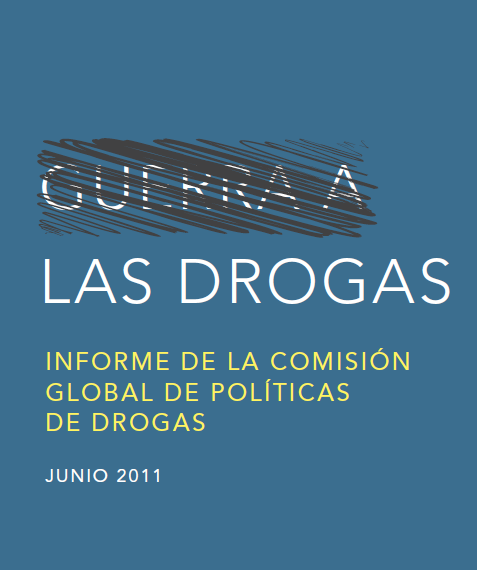 GUERRA A
LAS DROGAS
INFORME DE LA COMISIÓN
GLOBAL DE POLÍTICAS
DE DROGAS
JUNIO 2011